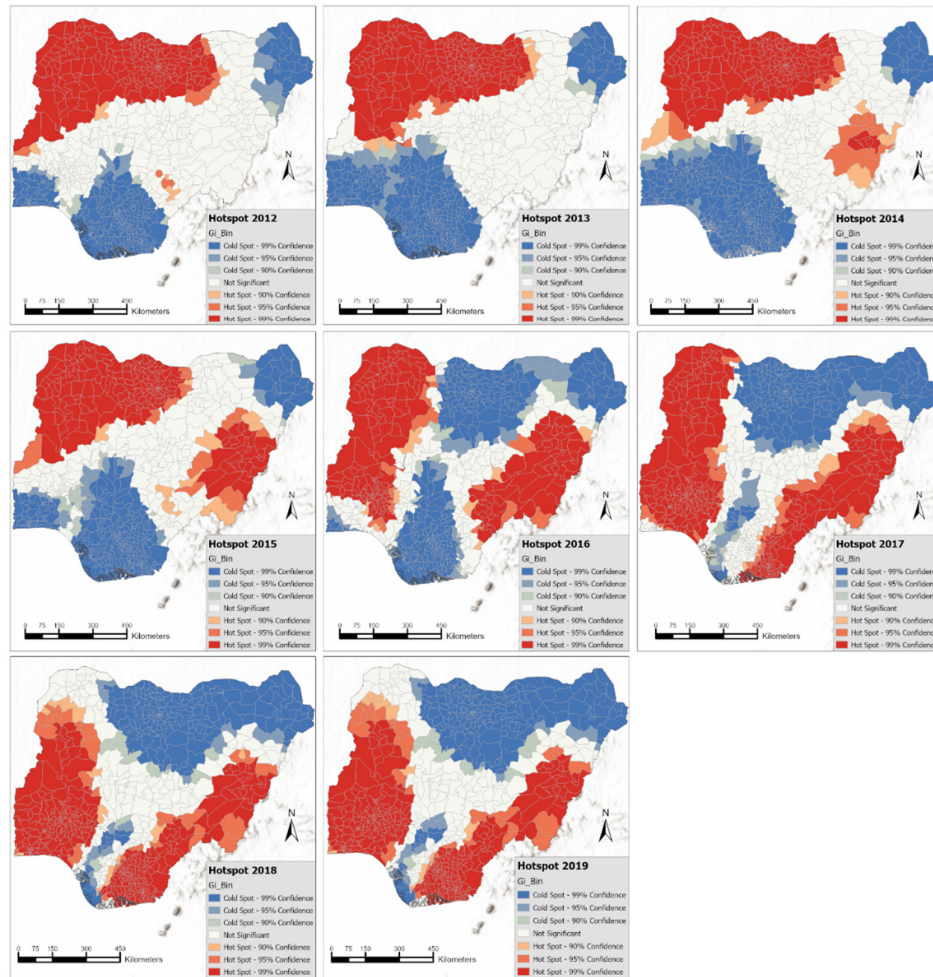 N
Hotspot 2012
Gi_Bin
Cold Spot - 99% Confidence
Cold Spot - 95% Confidence
Cold Spot - 90% Confidence
Not Significant
Hot Spot - 90% Confidence
Hot Spot - 95% Confidence
Hot Spot - 99% Confidence
0 75 150 300 450
Kilometers
N
Hotspot 2013
Gi_Bin
Cold Spot - 99% Confidence
Cold Spot - 95% Confidence
Cold Spot - 90% Confidence
Not Significant
Hot Spot - 90% Confidence
Hot Spot - 95% Confidence
Hot Spot - 99% Confidence
0 75 150 300 450
Kilometers
N
Hotspot 2014
Gi_Bin
Cold Spot - 99% Confidence
Cold Spot - 95% Confidence
Cold Spot - 90% Confidence
Not Significant
Hot Spot - 90% Confidence
Hot Spot - 95% Confidence
Hot Spot - 99% Confidence
0 75 150 300 450
Kilometers
N
Hotspot 2015
Gi_Bin
Cold Spot - 99% Confidence
Cold Spot - 95% Confidence
Cold Spot - 90% Confidence
Not Significant
Hot Spot - 90% Confidence
Hot Spot - 95% Confidence
Hot Spot - 99% Confidence
0 75 150 300 450
Kilometers
N
Hotspot 2016
Gi_Bin
Cold Spot - 99% Confidence
Cold Spot - 95% Confidence
Cold Spot - 90% Confidence
Not Significant
Hot Spot - 90% Confidence
Hot Spot - 95% Confidence
Hot Spot - 99% Confidence
0 75 150 300 450
Kilometers
N
Hotspot 2017
Gi_Bin
Cold Spot - 99% Confidence
Cold Spot - 95% Confidence
Cold Spot - 90% Confidence
Not Significant
Hot Spot - 90% Confidence
Hot Spot - 95% Confidence
Hot Spot - 99% Confidence
0 75 150 300 450
Kilometers
N
Hotspot 2018
Gi_Bin
Cold Spot - 99% Confidence
Cold Spot - 95% Confidence
Cold Spot - 90% Confidence
Not Significant
Hot Spot - 90% Confidence
Hot Spot - 95% Confidence
Hot Spot - 99% Confidence
0 75 150 300 450
Kilometers
N
Hotspot 2019
Gi_Bin
Cold Spot - 99% Confidence
Cold Spot - 95% Confidence
Cold Spot - 90% Confidence
Not Significant
Hot Spot - 90% Confidence
Hot Spot - 95% Confidence
Hot Spot - 99% Confidence
0 75 150 300 450
Kilometers